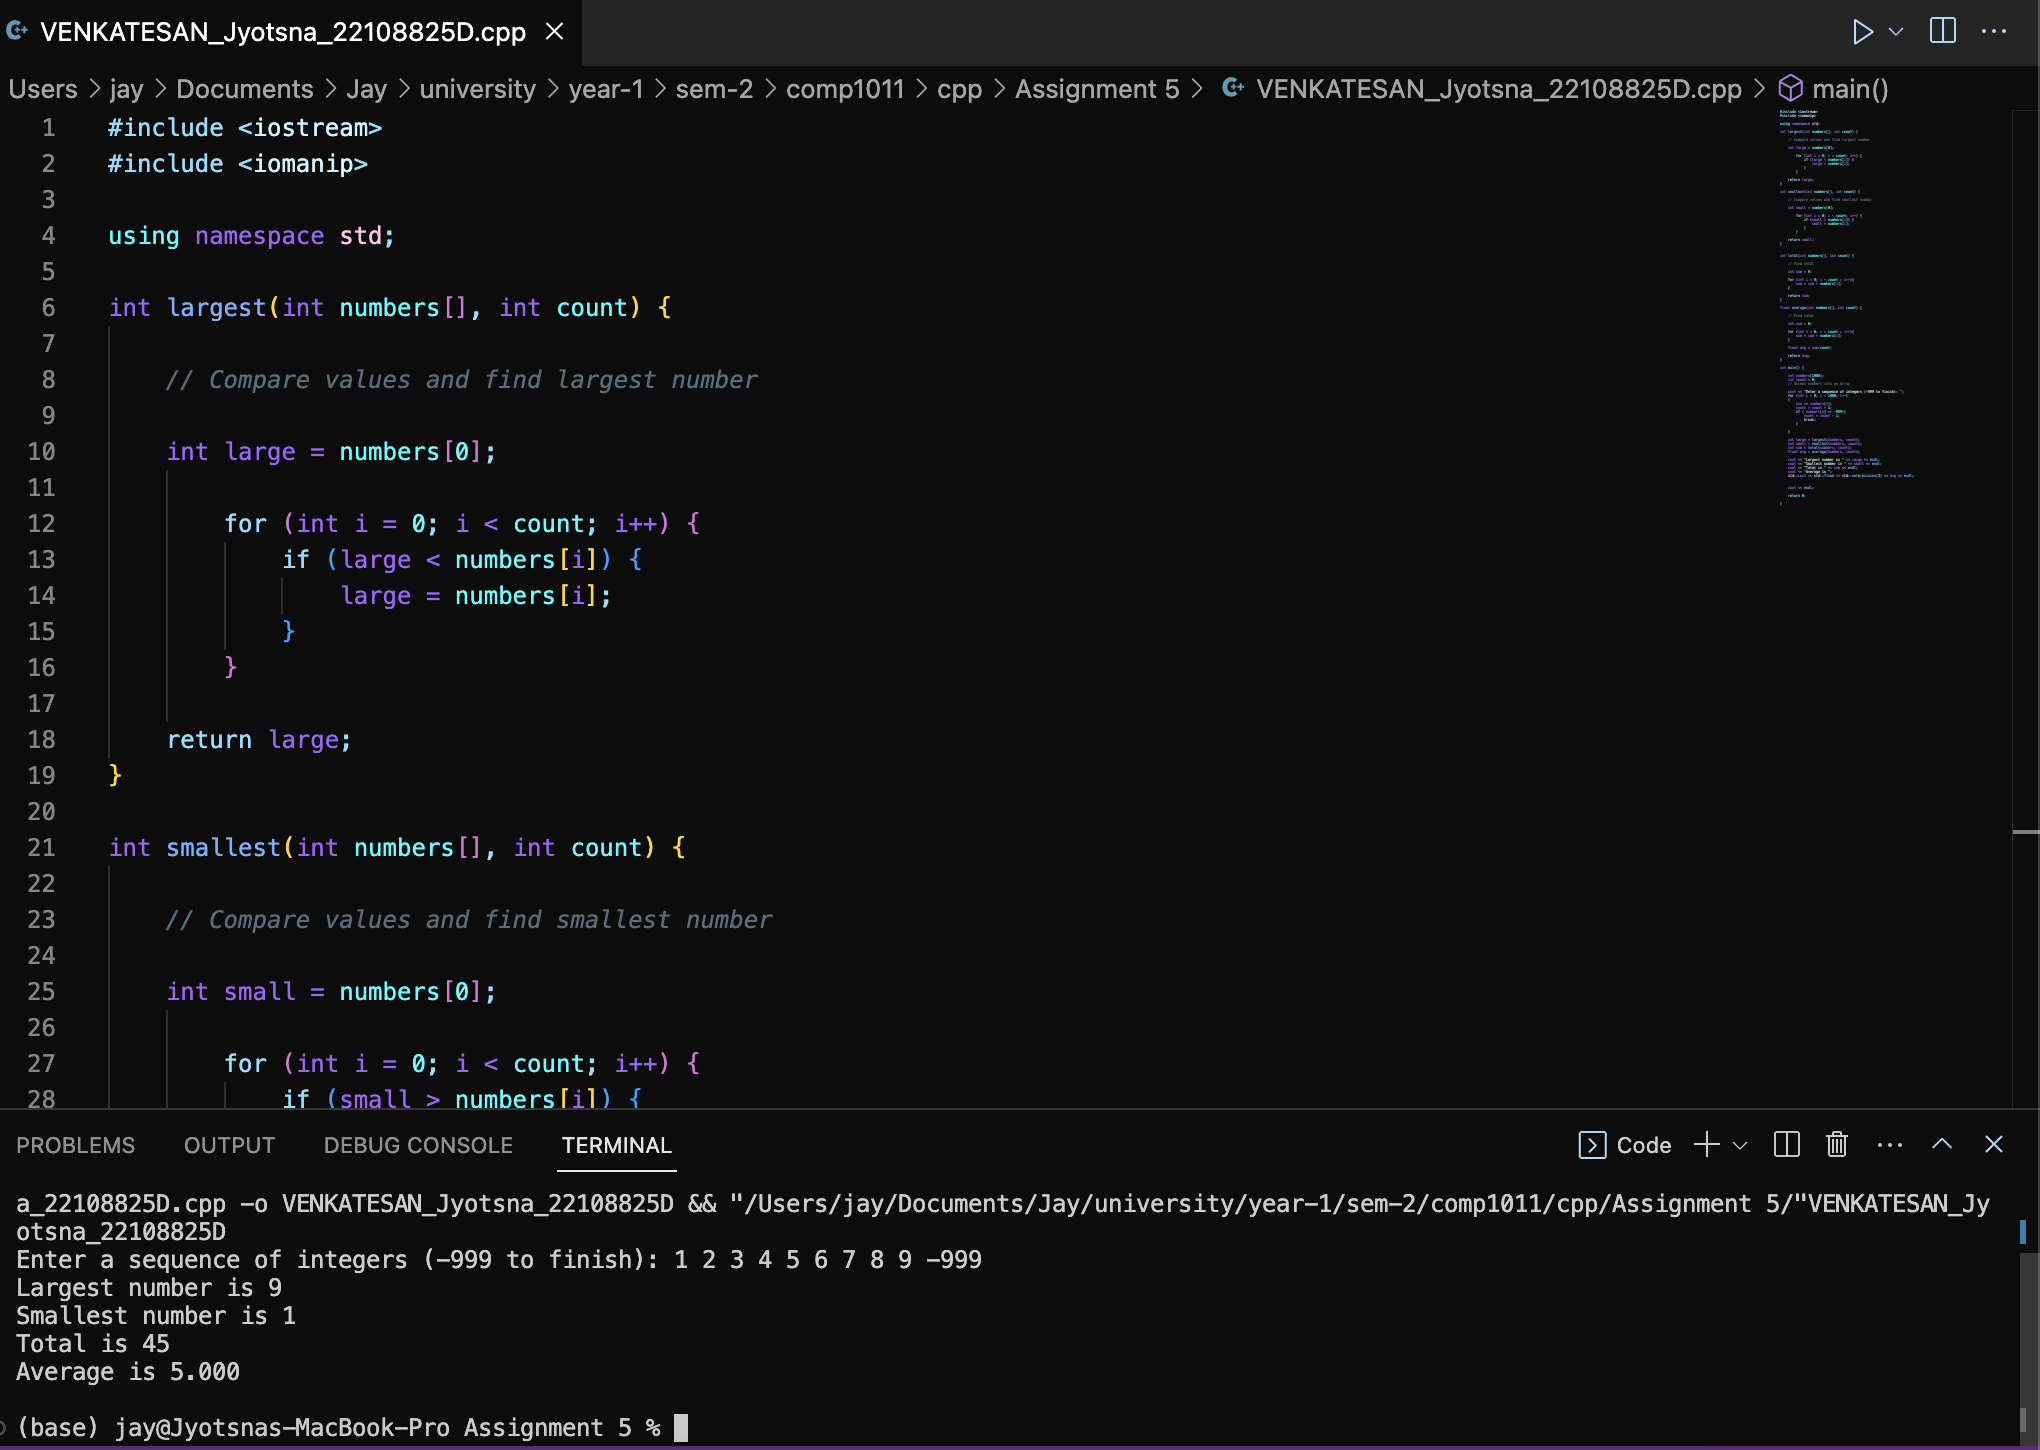 VENKATESAN_Jyotsna_22108825D.cpp
Users > jay > Documents > Jay > university > year-1 > sem-2 > comp1011 > cpp > Assignment 5 > VENKATESAN_Jyotsna_22108825D.cpp > main()
1 #include <iostream>
2 #include <iomanip>
3
4 using namespace std;
5
6 int largest(int numbers[], int count) {
7
8 // Compare values and find largest number
9
10 int large = numbers[0];
11
12 for (int i = 0; i < count; i++) {
13 if (large < numbers[i]) {
14 large = numbers[i];
15 }
16 }
17
18 return large;
19 }
20
21 int smallest(int numbers[], int count) {
22
23 // Compare values and find smallest number
24
25 int small = numbers[0];
26
27 for (int i = 0; i < count; i++) {
28 if (small > numbers[i]) {
PROBLEMS OUTPUT DEBUG CONSOLE TERMINAL Code
a_22108825D.cpp -o VENKATESAN_Jyotsna_22108825D && "/Users/jay/Documents/Jay/university/year-1/sem-2/comp1011/cpp/Assignment 5/"VENKATESAN_Jy
otsna_22108825D
Enter a sequence of integers (-999 to finish): 1 2 3 4 5 6 7 8 9 -999
Largest number is 9
Smallest number is 1
Total is 45
Average is 5.000
(base) jay@Jyotsnas-MacBook-Pro Assignment 5 %